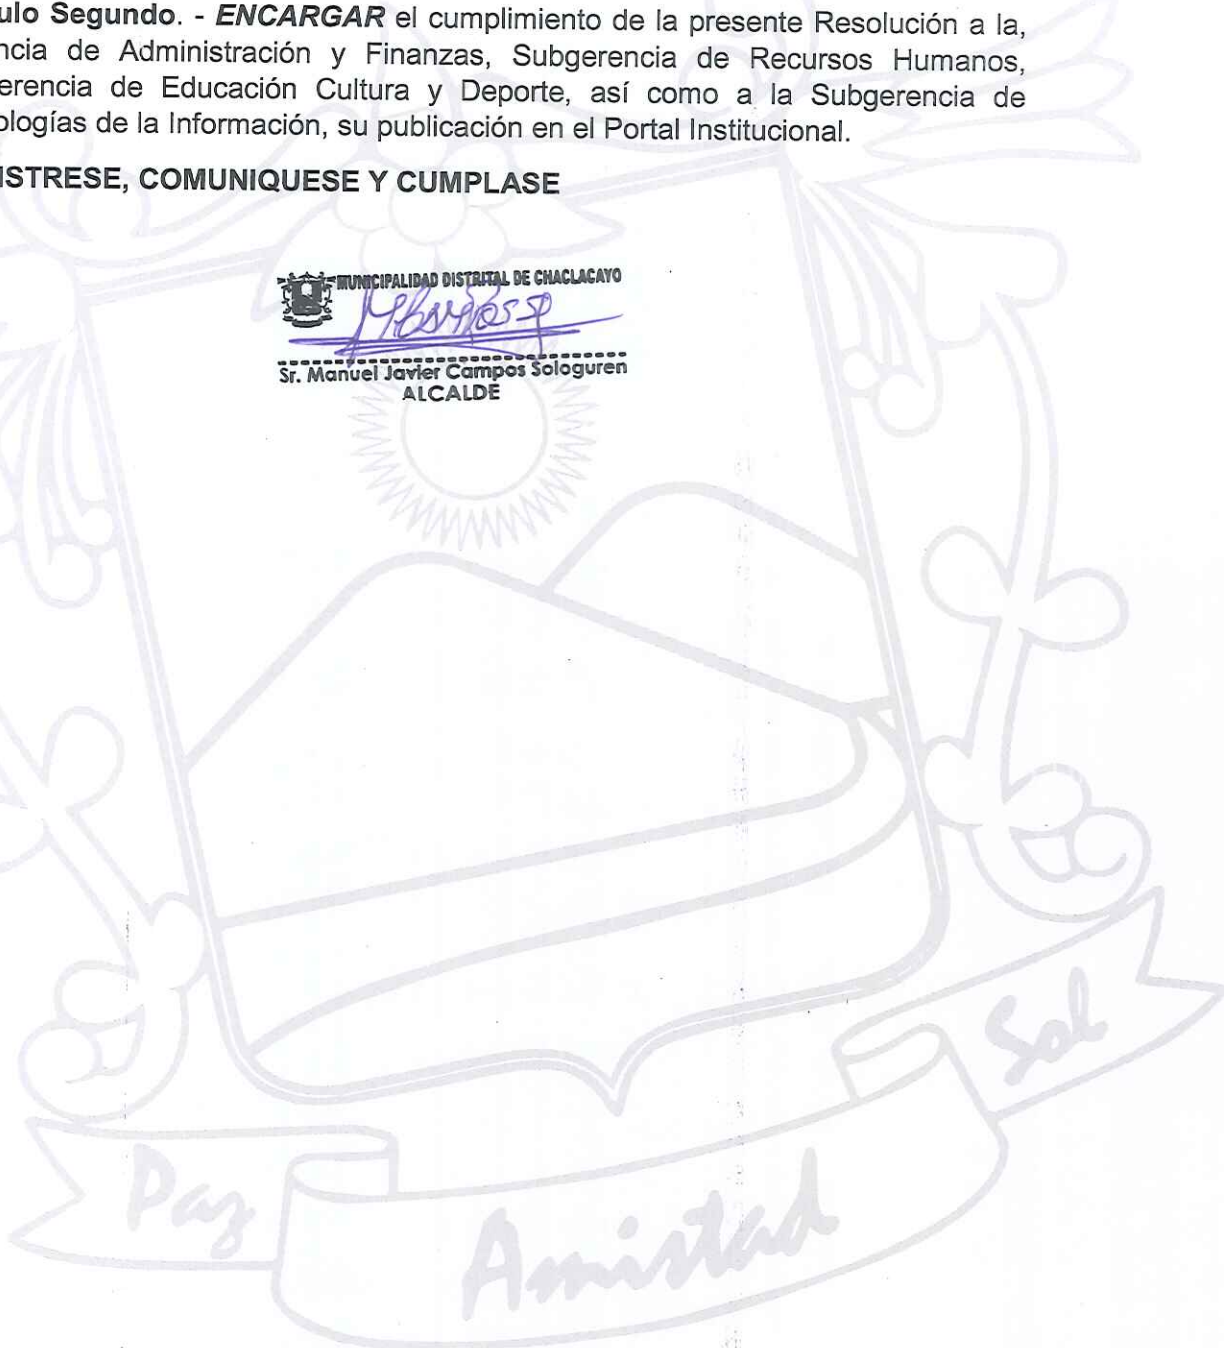 ulo Segundo. - ENCARGAR el cumplimiento de la presente Resolución a la,
ncia de Administración y Finanzas, Subgerencia de Recursos Humanos,
erencia de Educación Cultura y Deporte, así como a la Subgerencia de
ologías de la Información, su publicación en el Portal Institucional.
ISTRESE, COMUNIQUESE Y CUMPLASE
MUNICIPALIDAD DISTRITAL DE CHACLACAYO
Sr. Manuel Javier Campos Sologuren
ALCALDE
Sol
Paz
Amistad